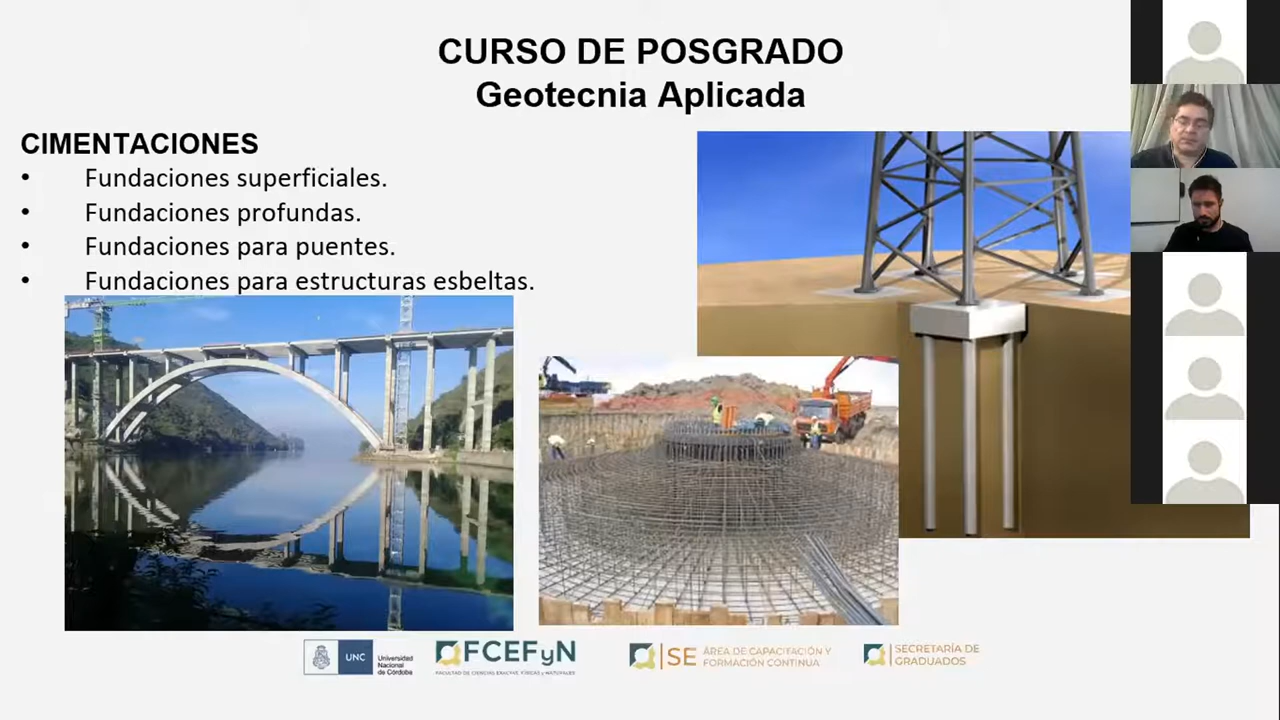 CURSO DE POSGRADO
Geotecnia Aplicada
CIMENTACIONES
• Fundaciones superficiales.
• Fundaciones profundas.
• Fundaciones para puentes.
• Fundaciones para estructuras esbeltas.
UNC
Universidad
Nacional
de Córdoba
FCEFyN
FACULTAD DE CIENCIAS EXACTAS, FÍSICAS y NATURALES
SE
ÁREA DE CAPACITACIÓN Y
FORMACIÓN CONTINUA
SECRETARÍA DE
GRADUADOS